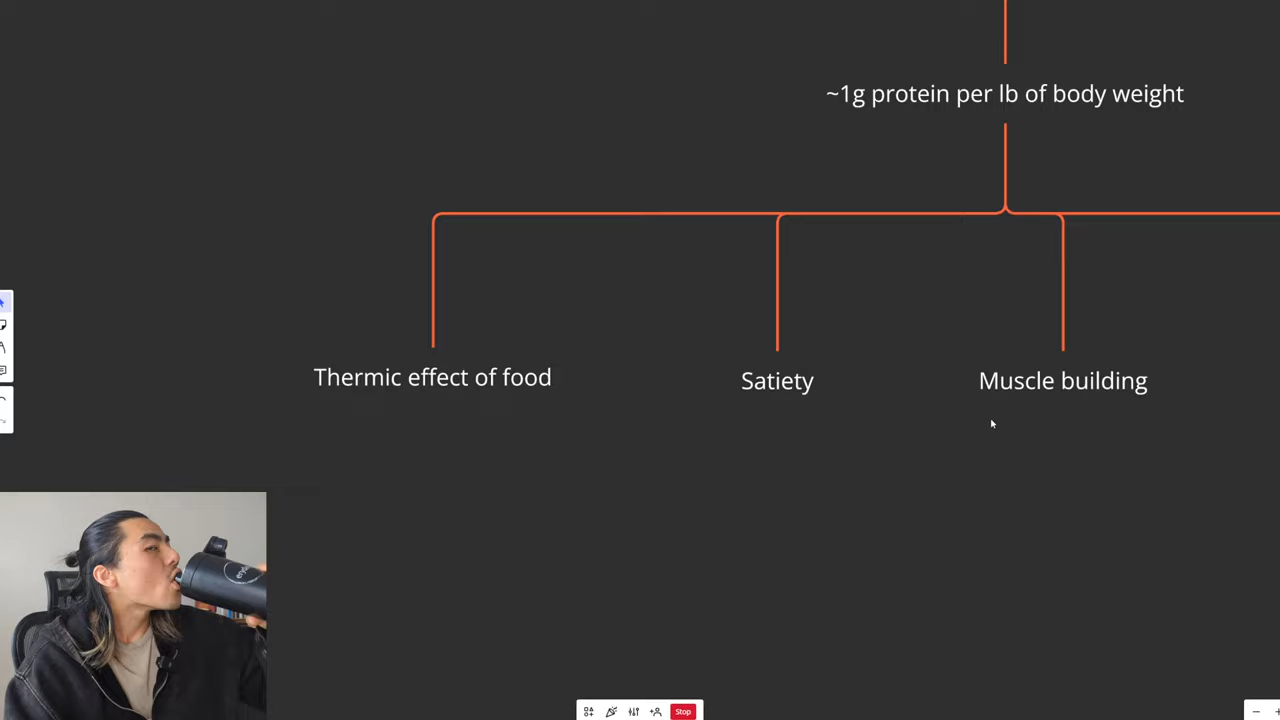 ~1g protein per lb of body weight
Thermic effect of food
Satiety
Muscle building
Stop